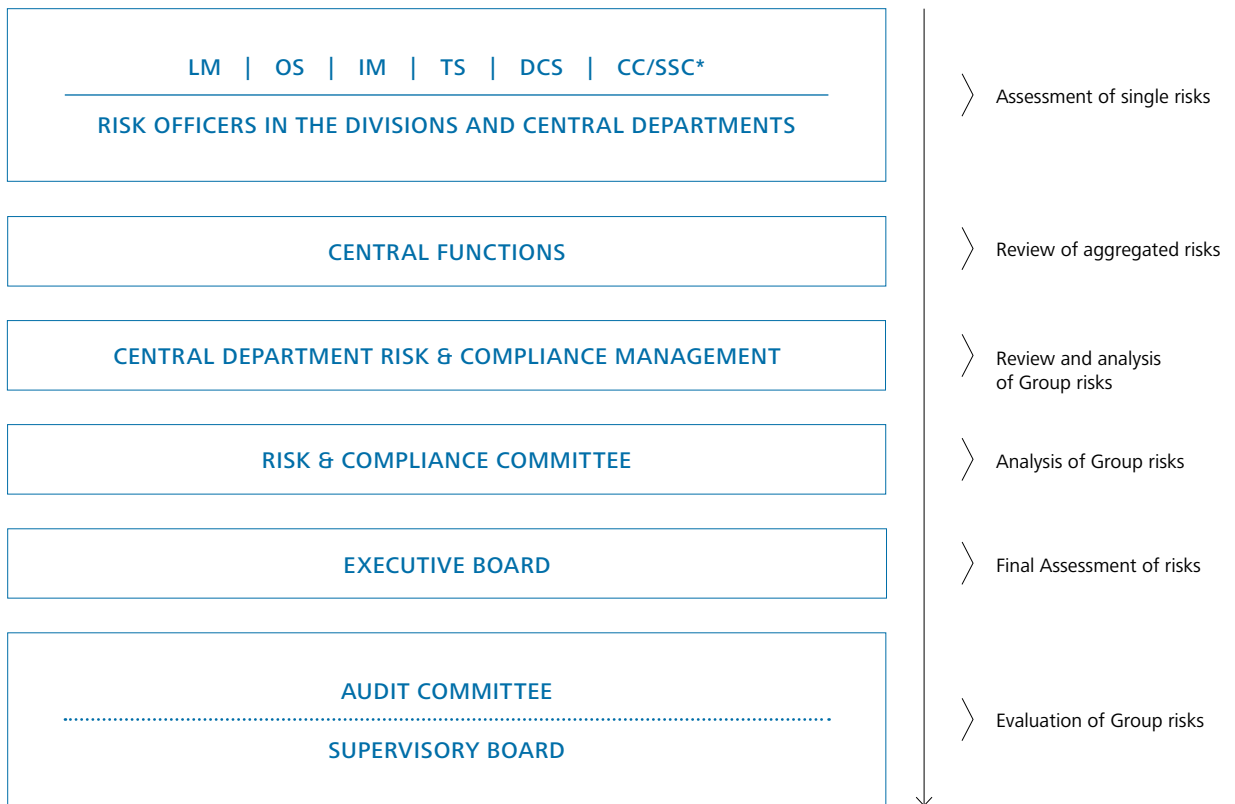 LM | OS | IM | TS | DCS | CC/SSC*
RISK OFFICERS IN THE DIVISIONS AND CENTRAL DEPARTMENTS
Assessment of single risks
CENTRAL FUNCTIONS
Review of aggregated risks
CENTRAL DEPARTMENT RISK & COMPLIANCE MANAGEMENT
Review and analysis
of Group risks
RISK & COMPLIANCE COMMITTEE
Analysis of Group risks
EXECUTIVE BOARD
Final Assessment of risks
AUDIT COMMITTEE
SUPERVISORY BOARD
Evaluation of Group risks